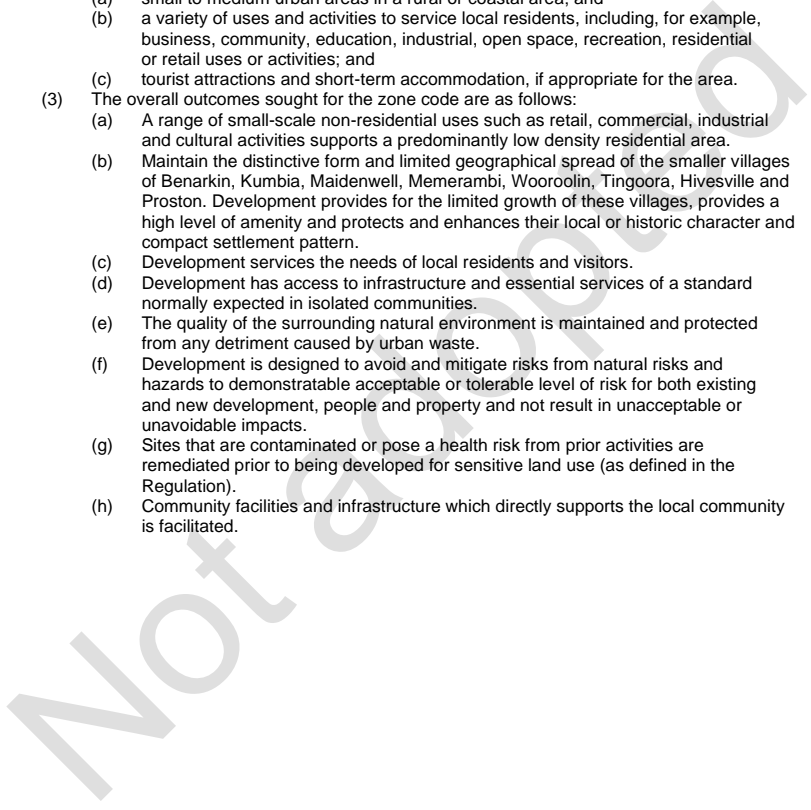 (a) small to medium urban areas in a rural or coastal area; and
(b) a variety of uses and activities to service local residents, including, for example,
business, community, education, industrial, open space, recreation, residential
or retail uses or activities; and
(c) tourist attractions and short-term accommodation, if appropriate for the area.
(3) The overall outcomes sought for the zone code are as follows:
(a) A range of small-scale non-residential uses such as retail, commercial, industrial
and cultural activities supports a predominantly low density residential area.
(b) Maintain the distinctive form and limited geographical spread of the smaller villages
of Benarkin, Kumbia, Maidenwell, Memerambi, Wooroolin, Tingoora, Hivesville and
Proston. Development provides for the limited growth of these villages, provides a
high level of amenity and protects and enhances their local or historic character and
compact settlement pattern.
(c) Development services the needs of local residents and visitors.
(d) Development has access to infrastructure and essential services of a standard
normally expected in isolated communities.
(e) The quality of the surrounding natural environment is maintained and protected
from any detriment caused by urban waste.
(f) Development is designed to avoid and mitigate risks from natural risks and
hazards to demonstratable acceptable or tolerable level of risk for both existing
and new development, people and property and not result in unacceptable or
unavoidable impacts.
(g) Sites that are contaminated or pose a health risk from prior activities are
remediated prior to being developed for sensitive land use (as defined in the
Regulation).
(h) Community facilities and infrastructure which directly supports the local community
is facilitated.
Not adopted